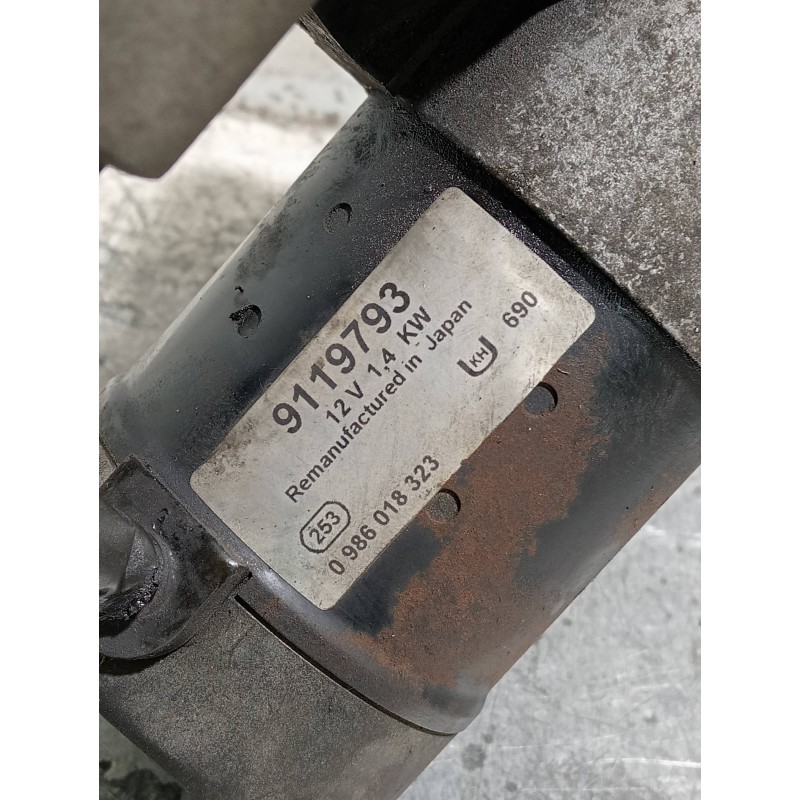 9119793
12 V 1,4 KW
Remanufactured in Japan
KH 690
253
0 986 018 323